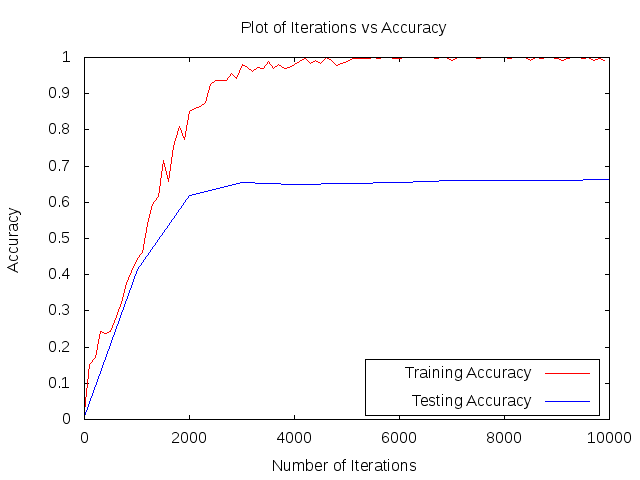 Plot of Iterations vs Accuracy
1
0.9
0.8
0.7
0.6
0.5
0.4
0.3
0.2
0.1
0
Accuracy
Training Accuracy
Testing Accuracy
0 2000 4000 6000 8000 10000
Number of Iterations